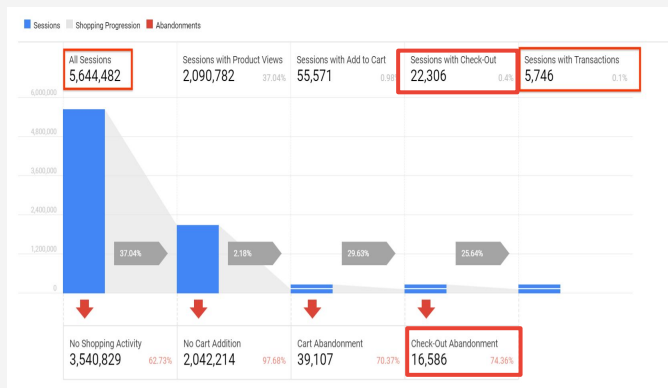 Sessions Shopping Progression Abandonments
All Sessions
5,644,482
Sessions with Product Views
2,090,782 37.04%
Sessions with Add to Cart
55,571 0.98%
Sessions with Check-Out
22,306 0.4%
Sessions with Transactions
5,746 0.1%
6,000,000
4,800,000
3,600,000
2,400,000
1,200,000
0
37.04%
2.18%
29.63%
25.64%
No Shopping Activity
3,540,829 62.73%
No Cart Addition
2,042,214 97.68%
Cart Abandonment
39,107 70.37%
Check-Out Abandonment
16,586 74.36%